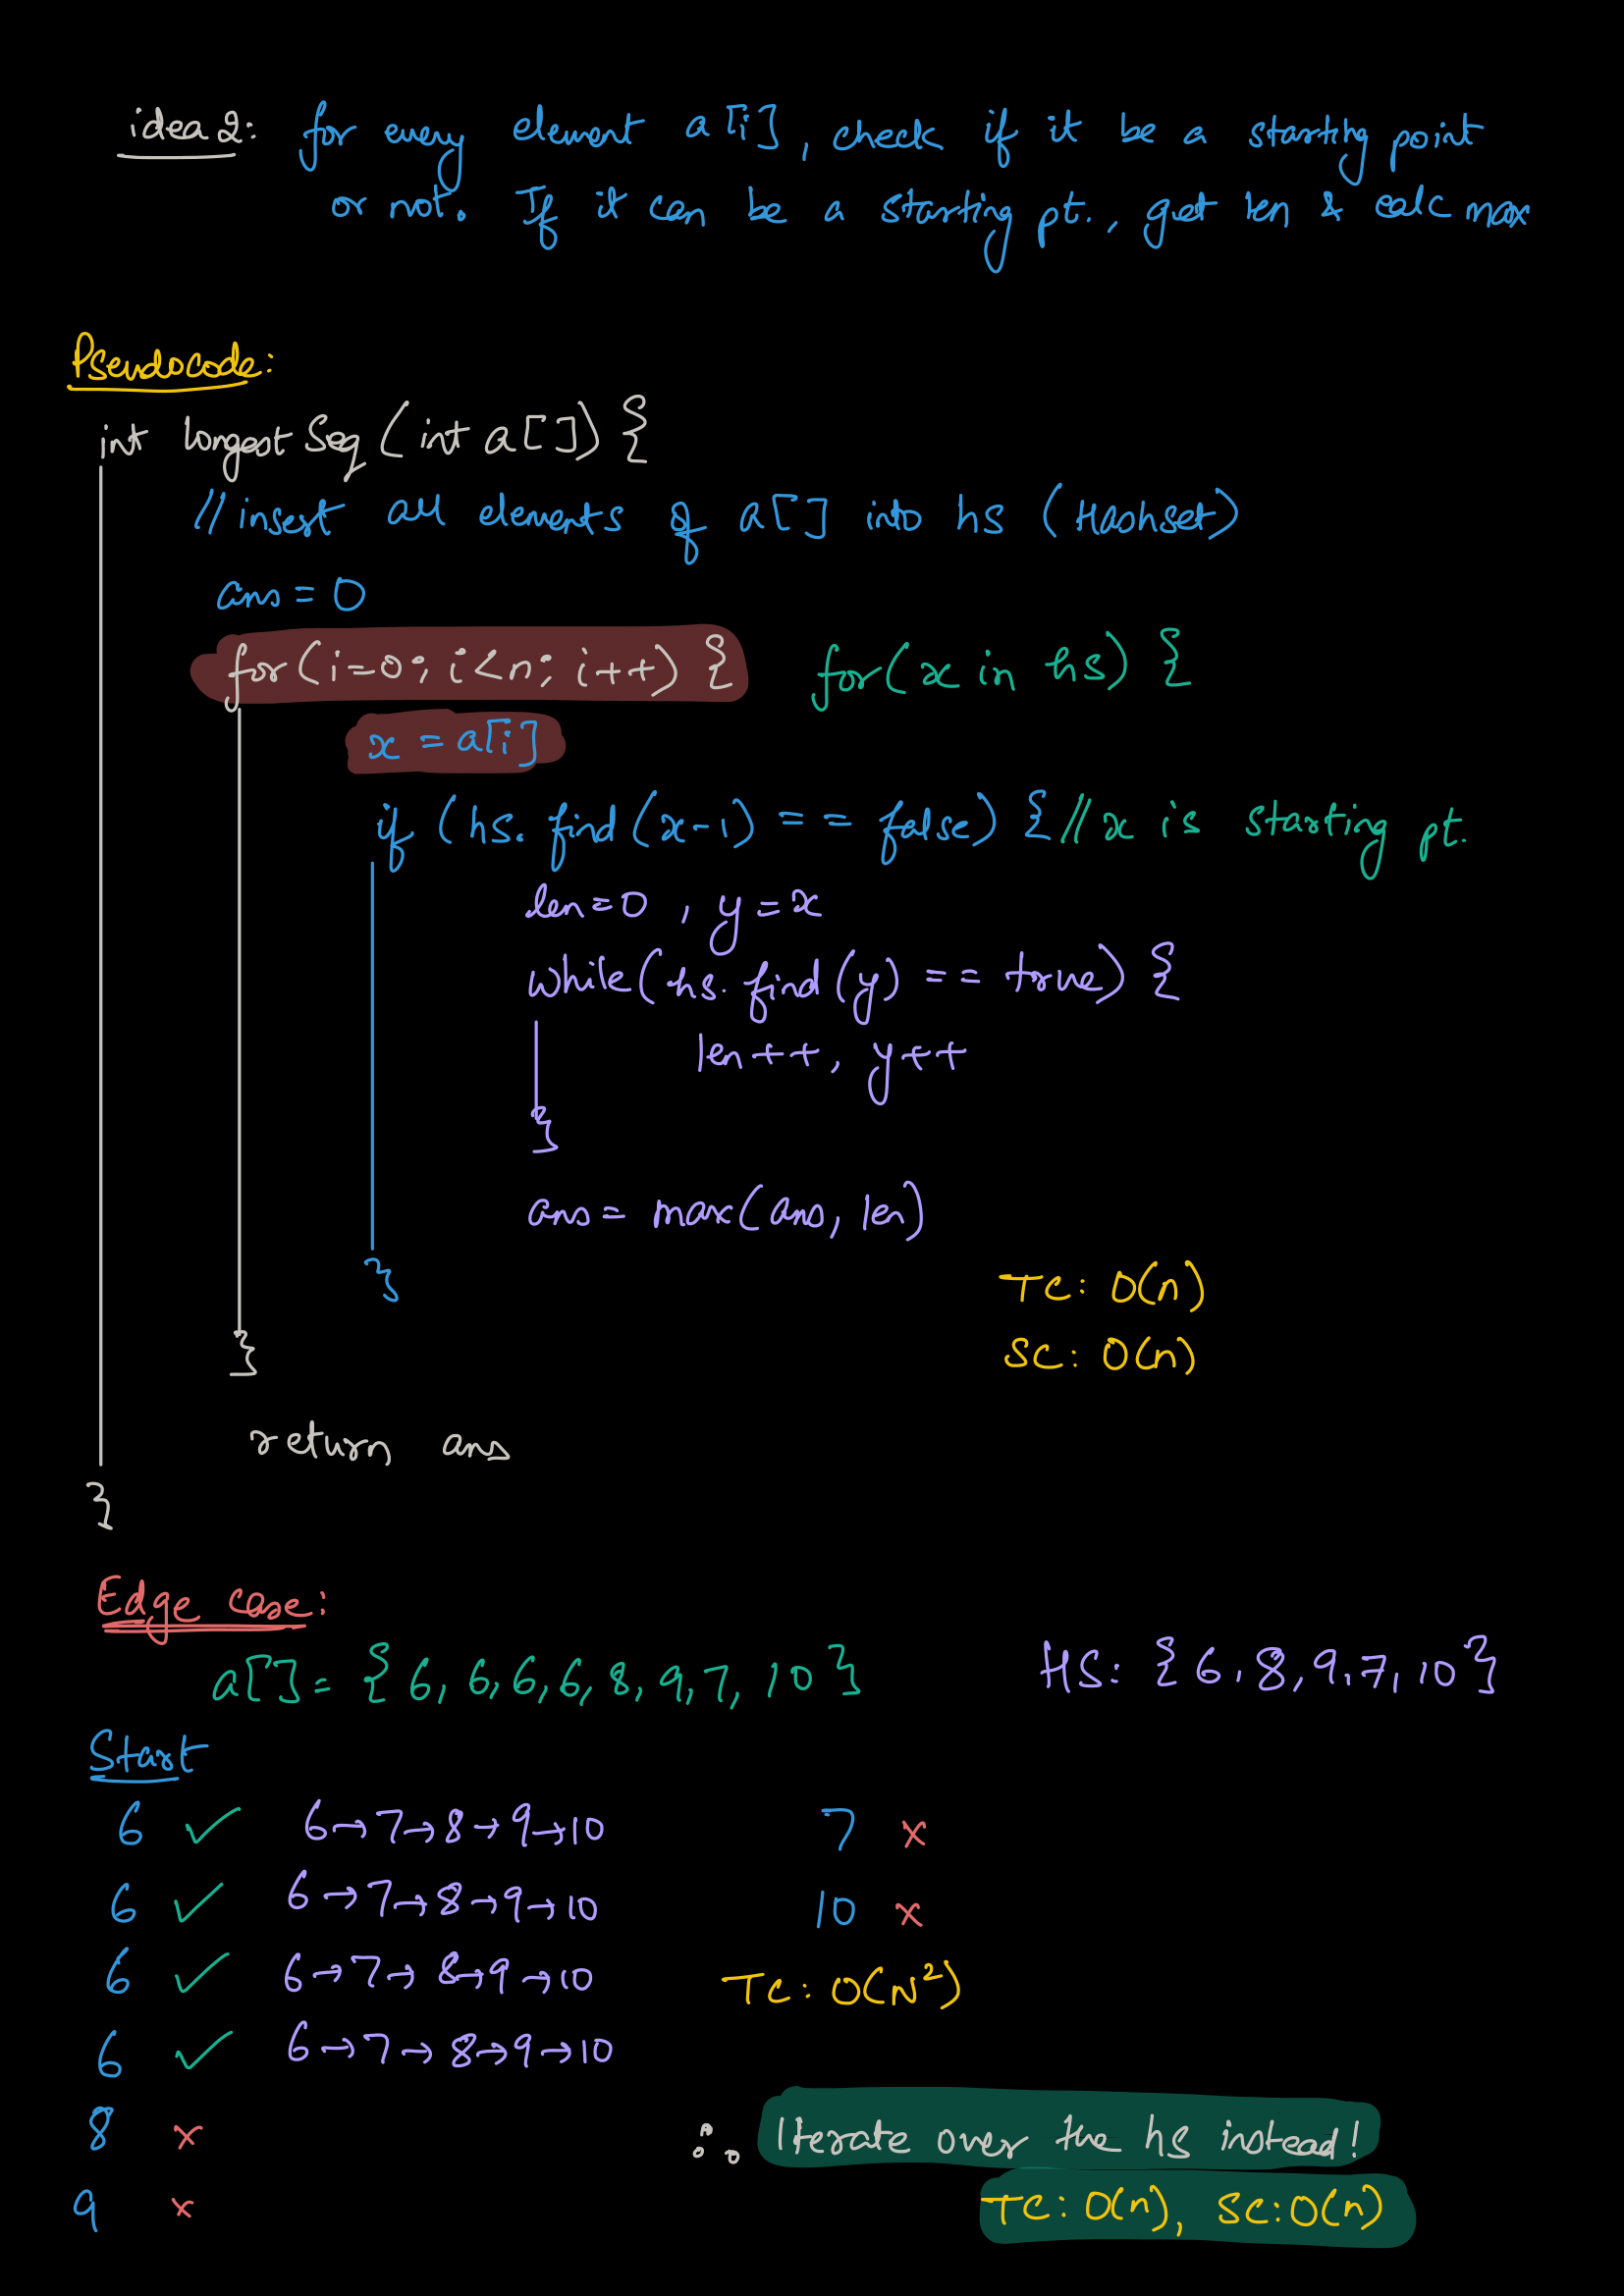 idea 2: for every element a[i], check if it be a starting point
or not. If it can be a starting pt., get len & calc max
Pseudocode:
int longestSeq (int a[]) {
// insert all elements of a[] into hs (Hashset)
ans = 0
for(i=0; i<n; i++) { for(x in hs) {
x = a[i]
if (hs. find (x-1) == false) { // x is starting pt.
len=0 , y=x
while(hs. find (y) == true) {
len++, y++
}
ans= max(ans, len)
}
TC: O(n)
}
SC: O(n)
return ans
}
Edge case:
a[]= {6, 6, 6, 6, 8, 9, 7, 10} HS: {6, 8, 9, 7, 10}
Start
6 ✓ 6→7→8→9→10 7 x
6 ✓ 6→7→8→9→10 10 x
6 ✓ 6→7→8→9→10 TC: O(N²)
6 ✓ 6→7→8→9→10
8 x ∴ Iterate over the hs instead!
9 x TC: O(n), SC: O(n)